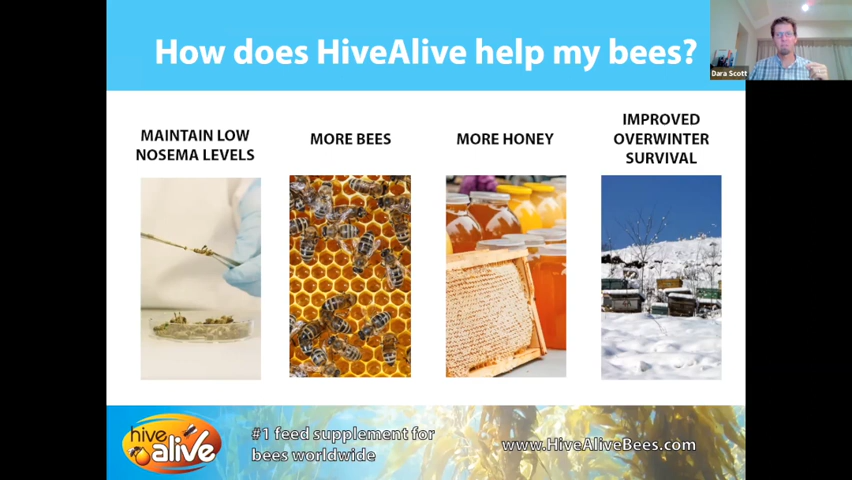 How does HiveAlive help my bees?
Dara Scott
MAINTAIN LOW
NOSEMA LEVELS
MORE BEES
MORE HONEY
IMPROVED
OVERWINTER
SURVIVAL
hive
alive
#1 feed supplement for
bees worldwide
www.HiveAliveBees.com